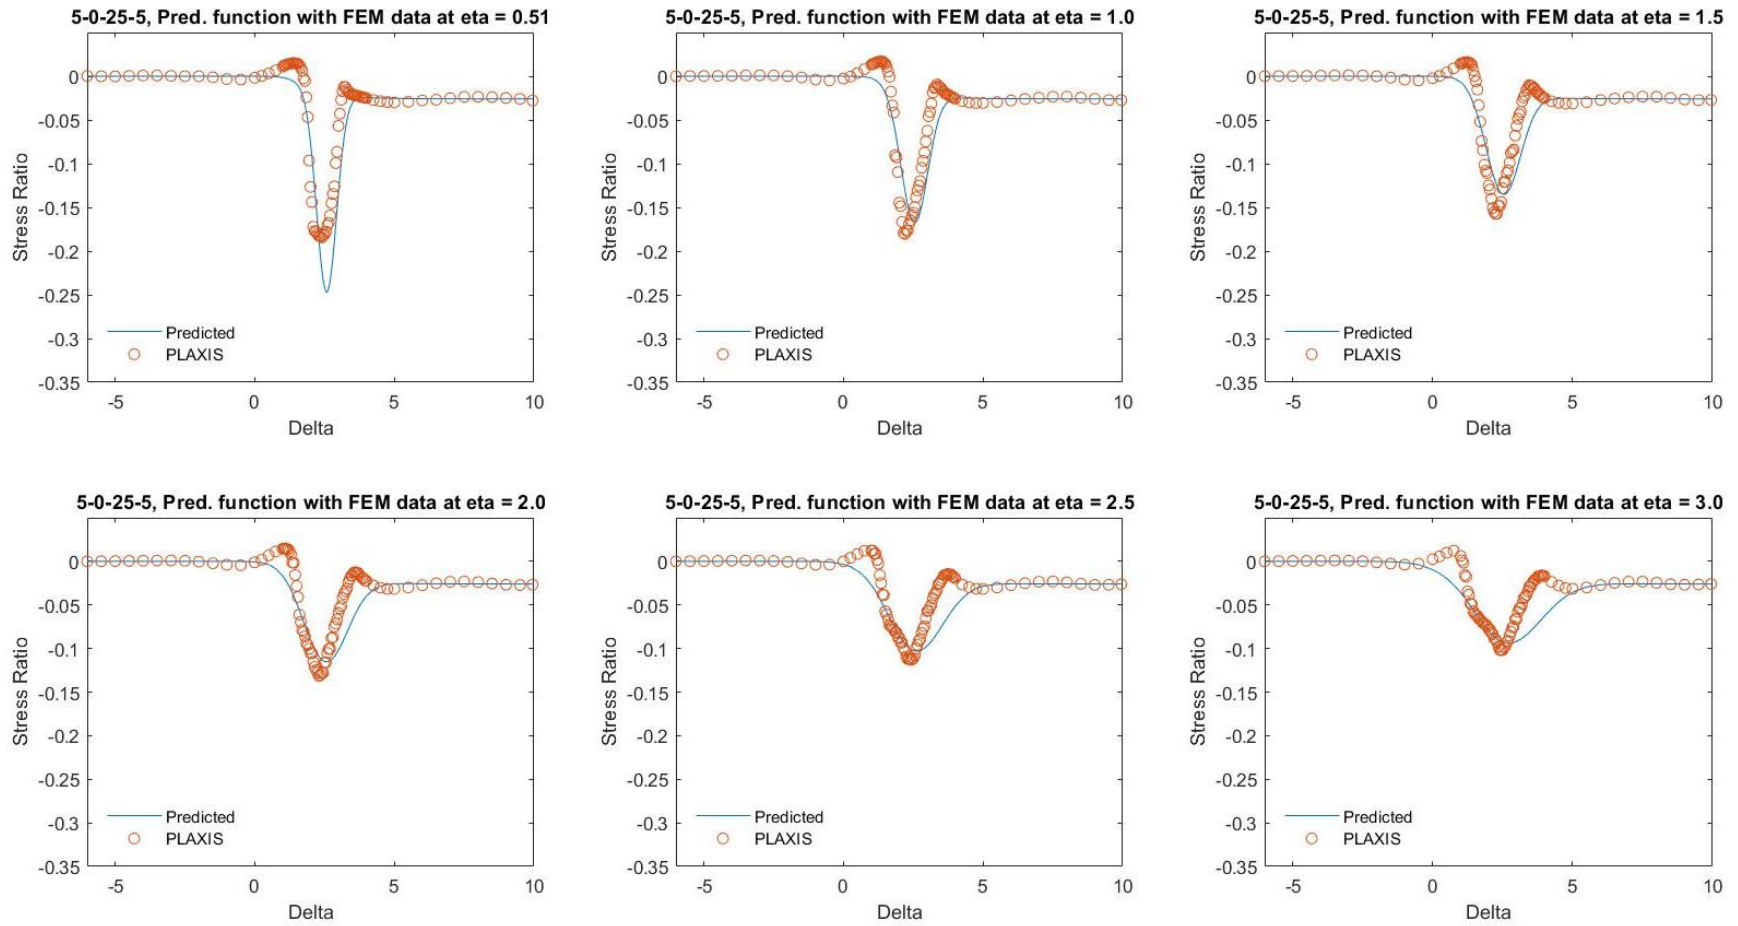 5-0-25-5, Pred. function with FEM data at eta = 0.51
0
-0.05
-0.1
-0.15
-0.2
-0.25
-0.3
-0.35
Stress Ratio
Predicted
PLAXIS
-5 0 5 10
Delta
5-0-25-5, Pred. function with FEM data at eta = 1.0
0
-0.05
-0.1
-0.15
-0.2
-0.25
-0.3
-0.35
Stress Ratio
Predicted
PLAXIS
-5 0 5 10
Delta
5-0-25-5, Pred. function with FEM data at eta = 1.5
0
-0.05
-0.1
-0.15
-0.2
-0.25
-0.3
-0.35
Stress Ratio
Predicted
PLAXIS
-5 0 5 10
Delta
5-0-25-5, Pred. function with FEM data at eta = 2.0
0
-0.05
-0.1
-0.15
-0.2
-0.25
-0.3
-0.35
Stress Ratio
Predicted
PLAXIS
-5 0 5 10
Delta
5-0-25-5, Pred. function with FEM data at eta = 2.5
0
-0.05
-0.1
-0.15
-0.2
-0.25
-0.3
-0.35
Stress Ratio
Predicted
PLAXIS
-5 0 5 10
Delta
5-0-25-5, Pred. function with FEM data at eta = 3.0
0
-0.05
-0.1
-0.15
-0.2
-0.25
-0.3
-0.35
Stress Ratio
Predicted
PLAXIS
-5 0 5 10
Delta